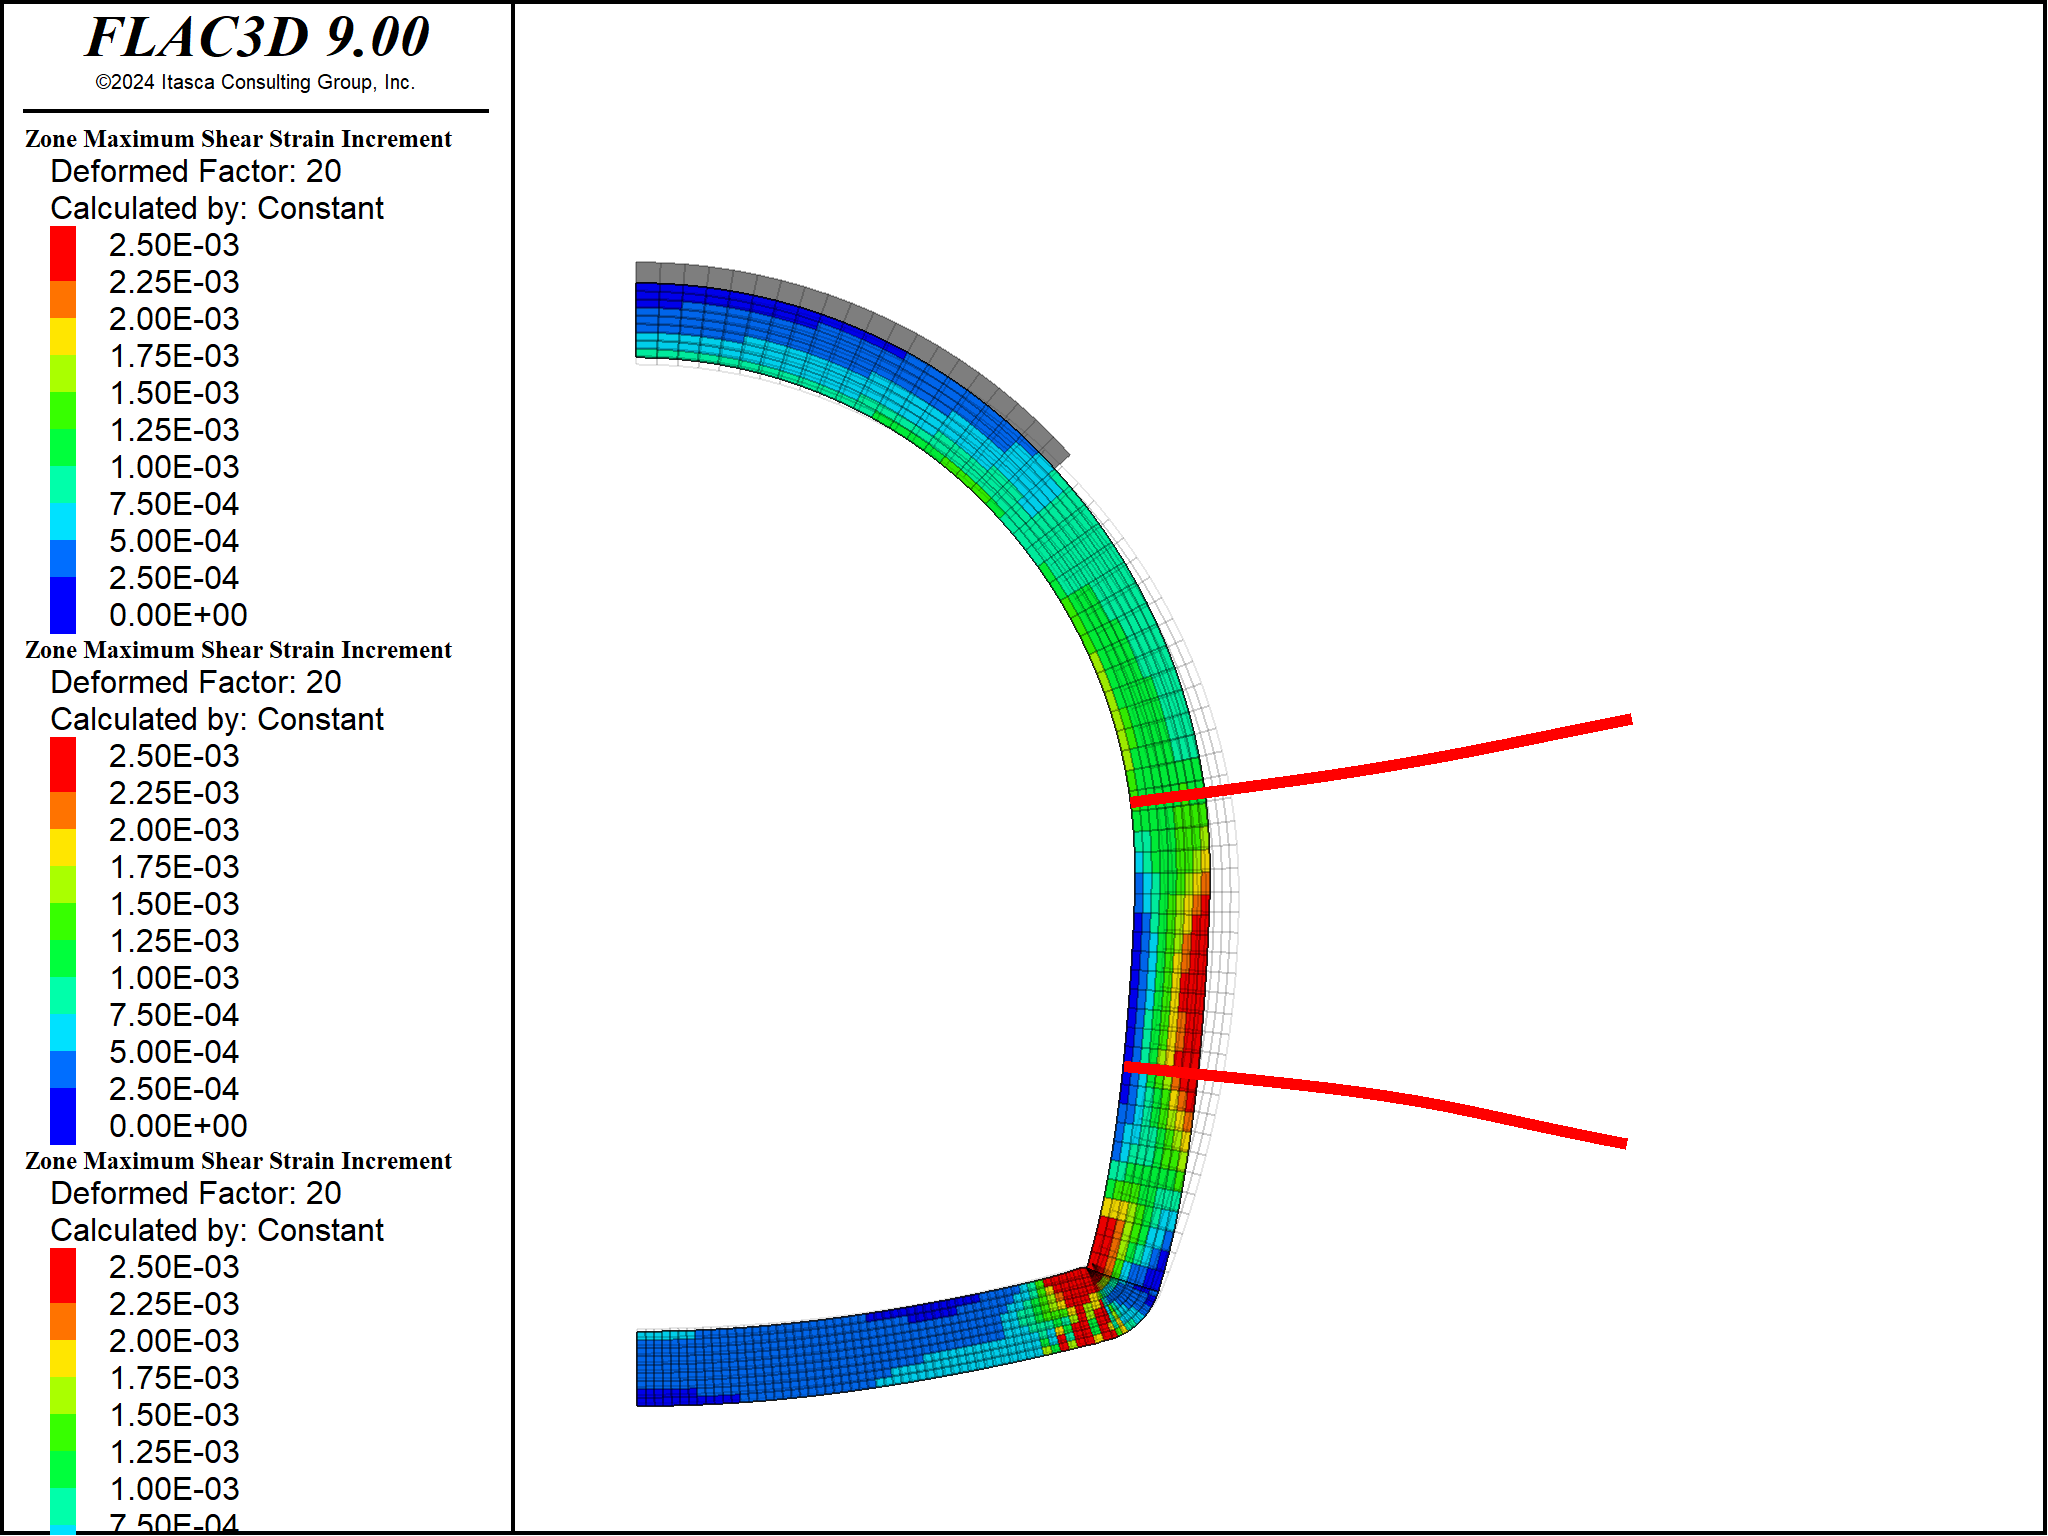 FLAC3D 9.00
©2024 Itasca Consulting Group, Inc.
Zone Maximum Shear Strain Increment
Deformed Factor: 20
Calculated by: Constant
2.50E-03
2.25E-03
2.00E-03
1.75E-03
1.50E-03
1.25E-03
1.00E-03
7.50E-04
5.00E-04
2.50E-04
0.00E+00
Zone Maximum Shear Strain Increment
Deformed Factor: 20
Calculated by: Constant
2.50E-03
2.25E-03
2.00E-03
1.75E-03
1.50E-03
1.25E-03
1.00E-03
7.50E-04
5.00E-04
2.50E-04
0.00E+00
Zone Maximum Shear Strain Increment
Deformed Factor: 20
Calculated by: Constant
2.50E-03
2.25E-03
2.00E-03
1.75E-03
1.50E-03
1.25E-03
1.00E-03
7.50E-04